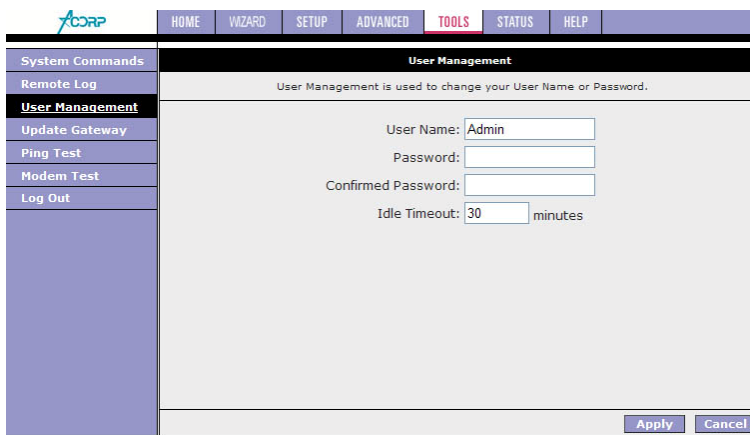 ACORP
HOME WIZARD SETUP ADVANCED TOOLS STATUS HELP
System Commands
Remote Log
User Management
Update Gateway
Ping Test
Modem Test
Log Out
User Management
User Management is used to change your User Name or Password.
User Name: Admin
Password:
Confirmed Password:
Idle Timeout: 30 minutes
Apply Cancel